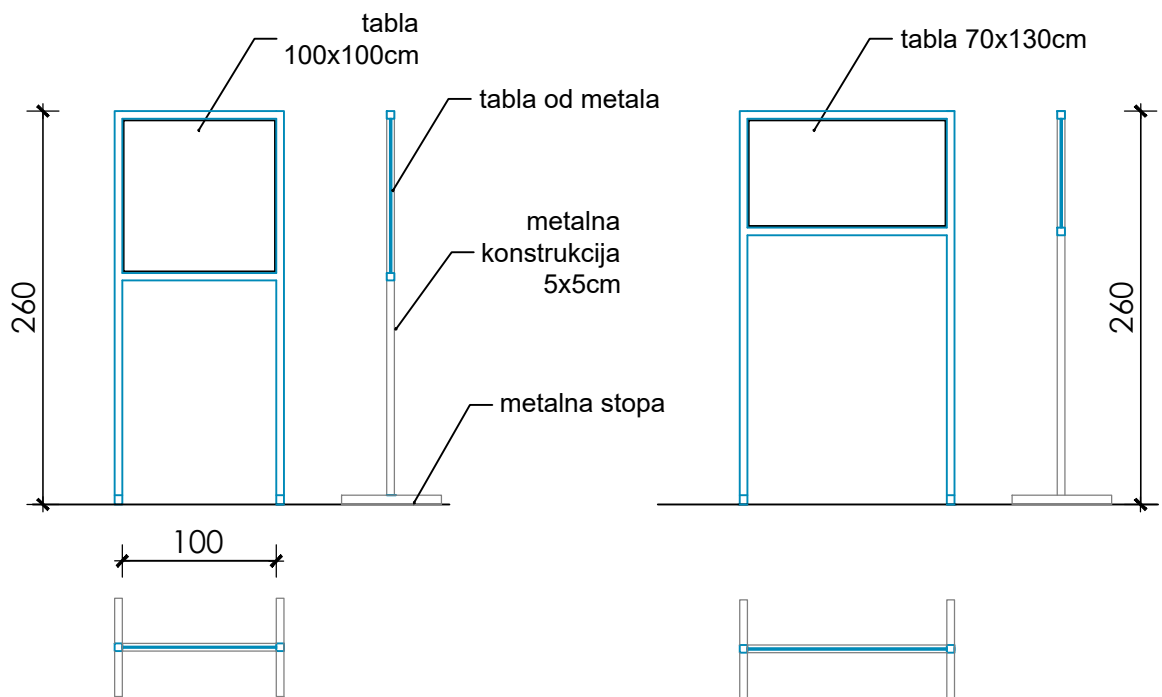 tabla
100x100cm
tabla od metala
metalna
konstrukcija
5x5cm
metalna stopa
260
100
tabla 70x130cm
260